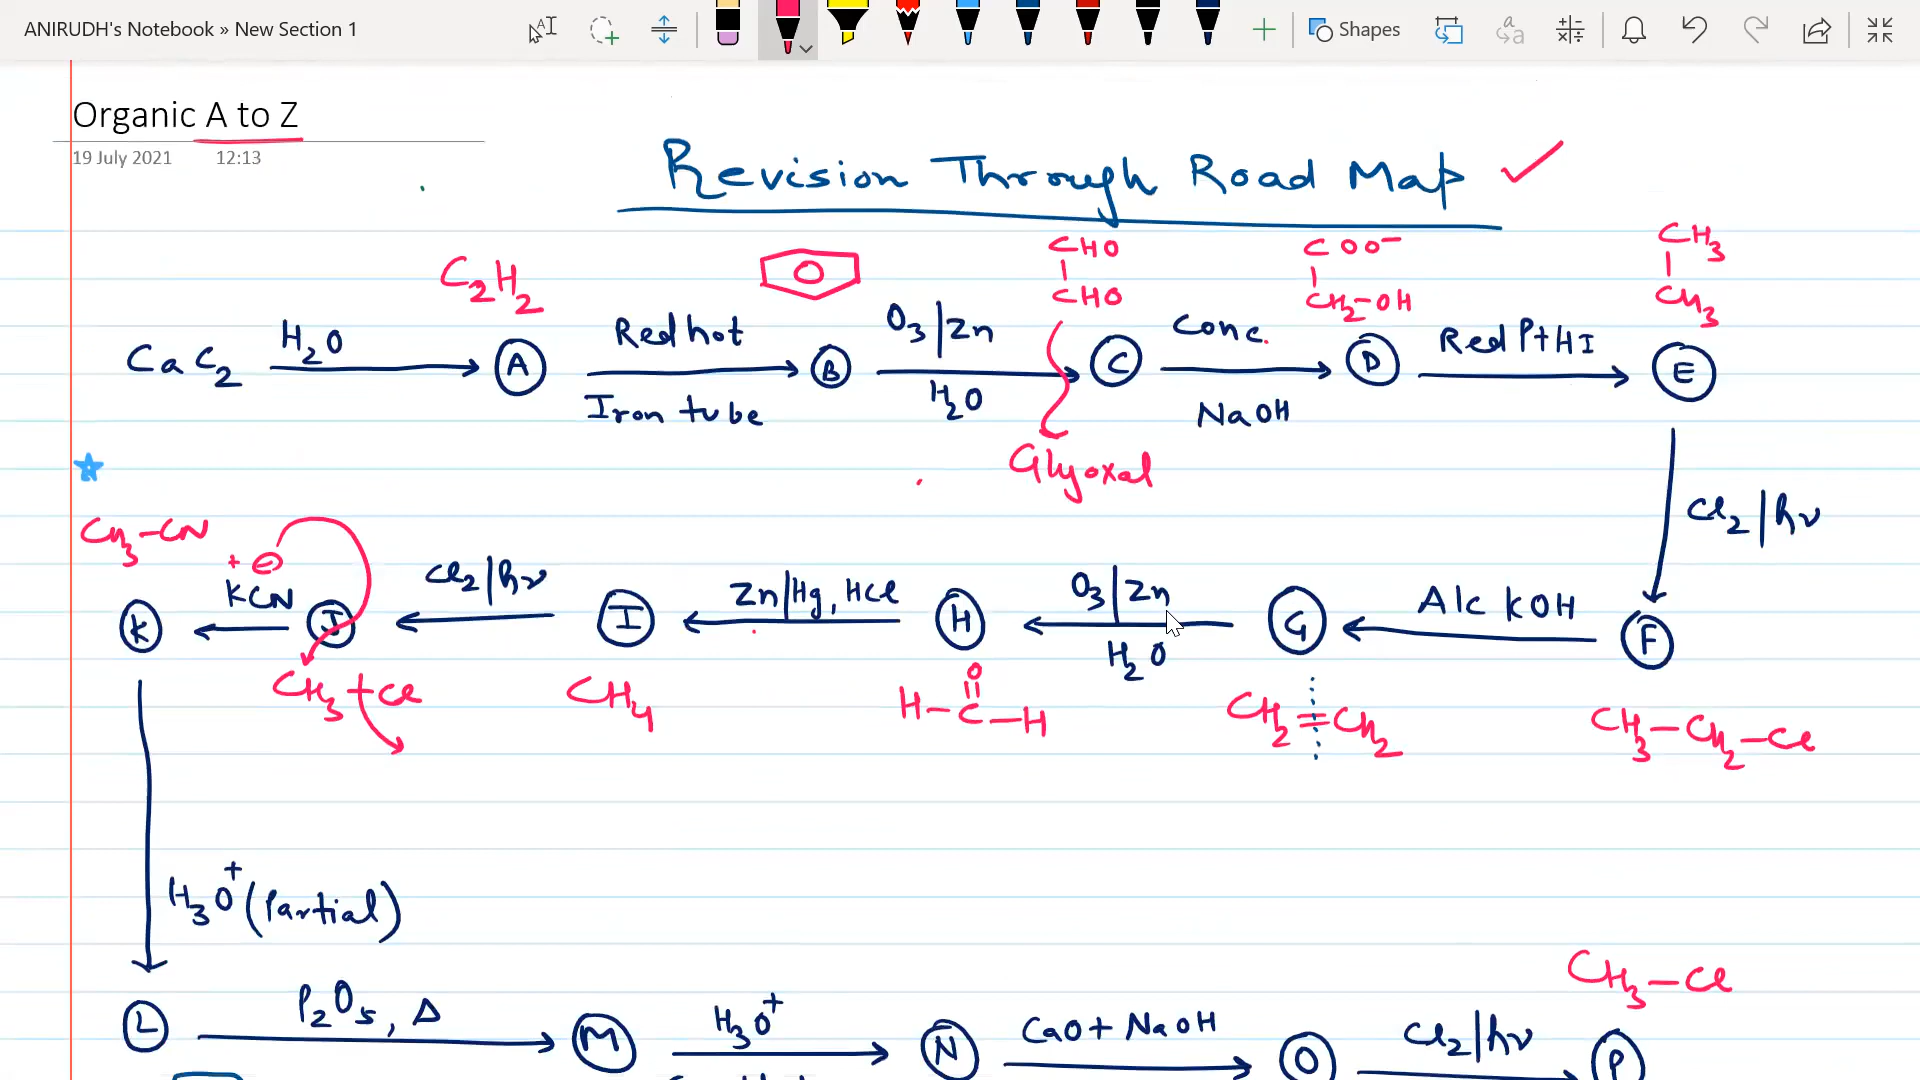 ANIRUDH's Notebook » New Section 1
Shapes
Organic A to Z
19 July 2021 12:13
Revision Through Road Map
C2H2
CHO
CHO
COO-
CH2-OH
CH3
CH3
CaC2 H2O A Red hot Iron tube B O3/Zn H2O C Conc. NaOH D Red P+HI E
Glyoxal
Cl2/hν
CH3-CN
K KCN J Cl2/hν I Zn/Hg, HCl H O3/Zn H2O G Alc KOH F
CH3+Cl
CH4
H-C-H
O
CH2=CH2
CH3-CH2-Cl
H3O+ (Partial)
CH3-Cl
L P2O5, Δ M H3O+ N CaO + NaOH O Cl2/hν P